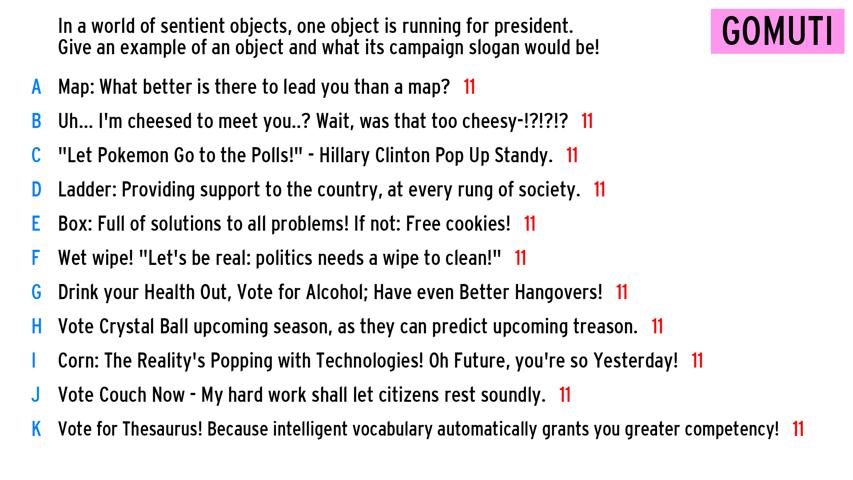 In a world of sentient objects, one object is running for president.
Give an example of an object and what its campaign slogan would be!
GOMUTI
A Map: What better is there to lead you than a map? 11
B Uh... I'm cheesed to meet you..? Wait, was that too cheesy-!?!?!? 11
C "Let Pokemon Go to the Polls!" - Hillary Clinton Pop Up Standy. 11
D Ladder: Providing support to the country, at every rung of society. 11
E Box: Full of solutions to all problems! If not: Free cookies! 11
F Wet wipe! "Let's be real: politics needs a wipe to clean!" 11
G Drink your Health Out, Vote for Alcohol; Have even Better Hangovers! 11
H Vote Crystal Ball upcoming season, as they can predict upcoming treason. 11
I Corn: The Reality's Popping with Technologies! Oh Future, you're so Yesterday! 11
J Vote Couch Now - My hard work shall let citizens rest soundly. 11
K Vote for Thesaurus! Because intelligent vocabulary automatically grants you greater competency! 11